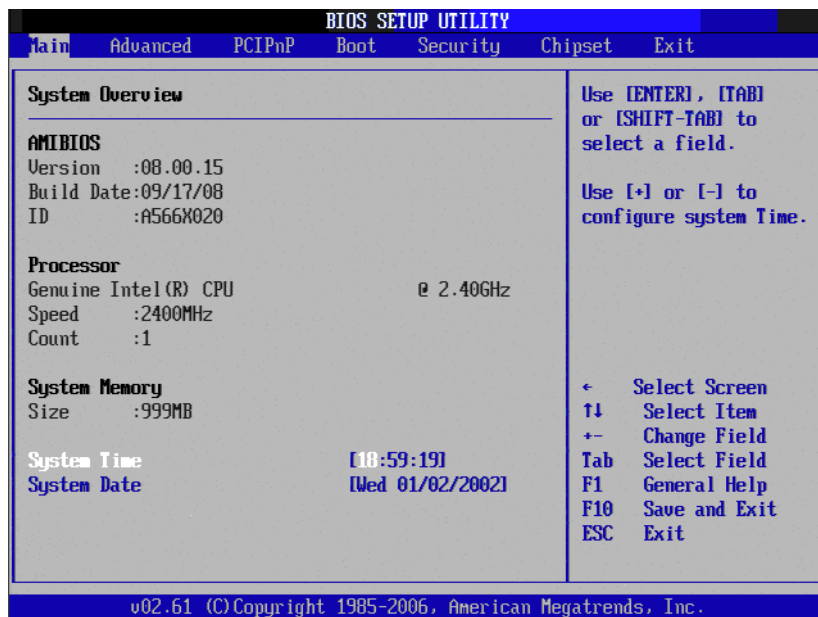 BIOS SETUP UTILITY
Main Advanced PCIPnP Boot Security Chipset Exit
System Overview
AMIBIOS
Version :08.00.15
Build Date:09/17/08
ID :A566X020
Processor
Genuine Intel(R) CPU @ 2.40GHz
Speed :2400MHz
Count :1
System Memory
Size :999MB
System Time [18:59:19]
System Date [Wed 01/02/2002]
Use [ENTER], [TAB]
or [SHIFT-TAB] to
select a field.
Use [+] or [-] to
configure system Time.
← Select Screen
↑↓ Select Item
+- Change Field
Tab Select Field
F1 General Help
F10 Save and Exit
ESC Exit
v02.61 (C)Copyright 1985-2006, American Megatrends, Inc.